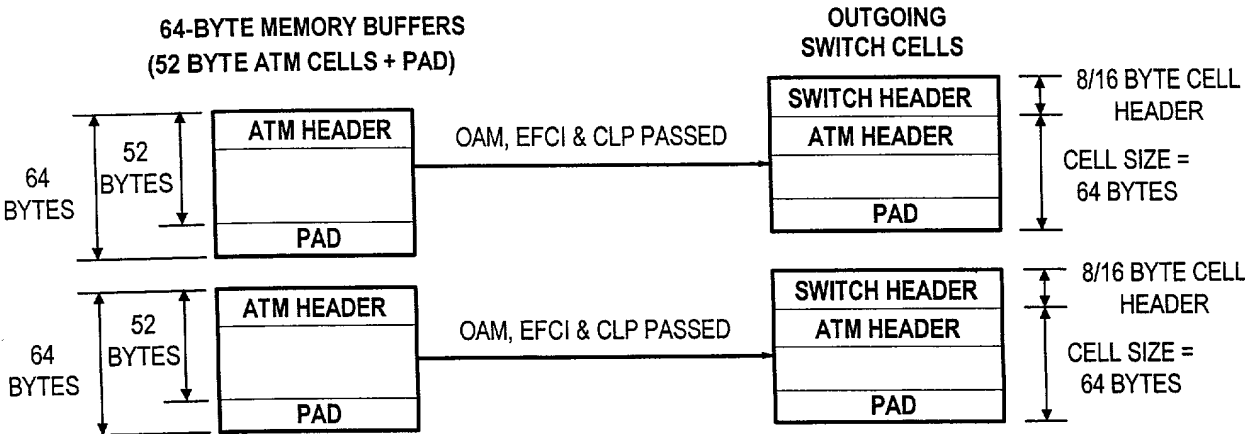 64-BYTE MEMORY BUFFERS
(52 BYTE ATM CELLS + PAD)
OUTGOING
SWITCH CELLS
64
BYTES
52
BYTES
ATM HEADER
PAD
OAM, EFCI & CLP PASSED
SWITCH HEADER
ATM HEADER
PAD
8/16 BYTE CELL
HEADER
CELL SIZE =
64 BYTES
64
BYTES
52
BYTES
ATM HEADER
PAD
OAM, EFCI & CLP PASSED
SWITCH HEADER
ATM HEADER
PAD
8/16 BYTE CELL
HEADER
CELL SIZE =
64 BYTES